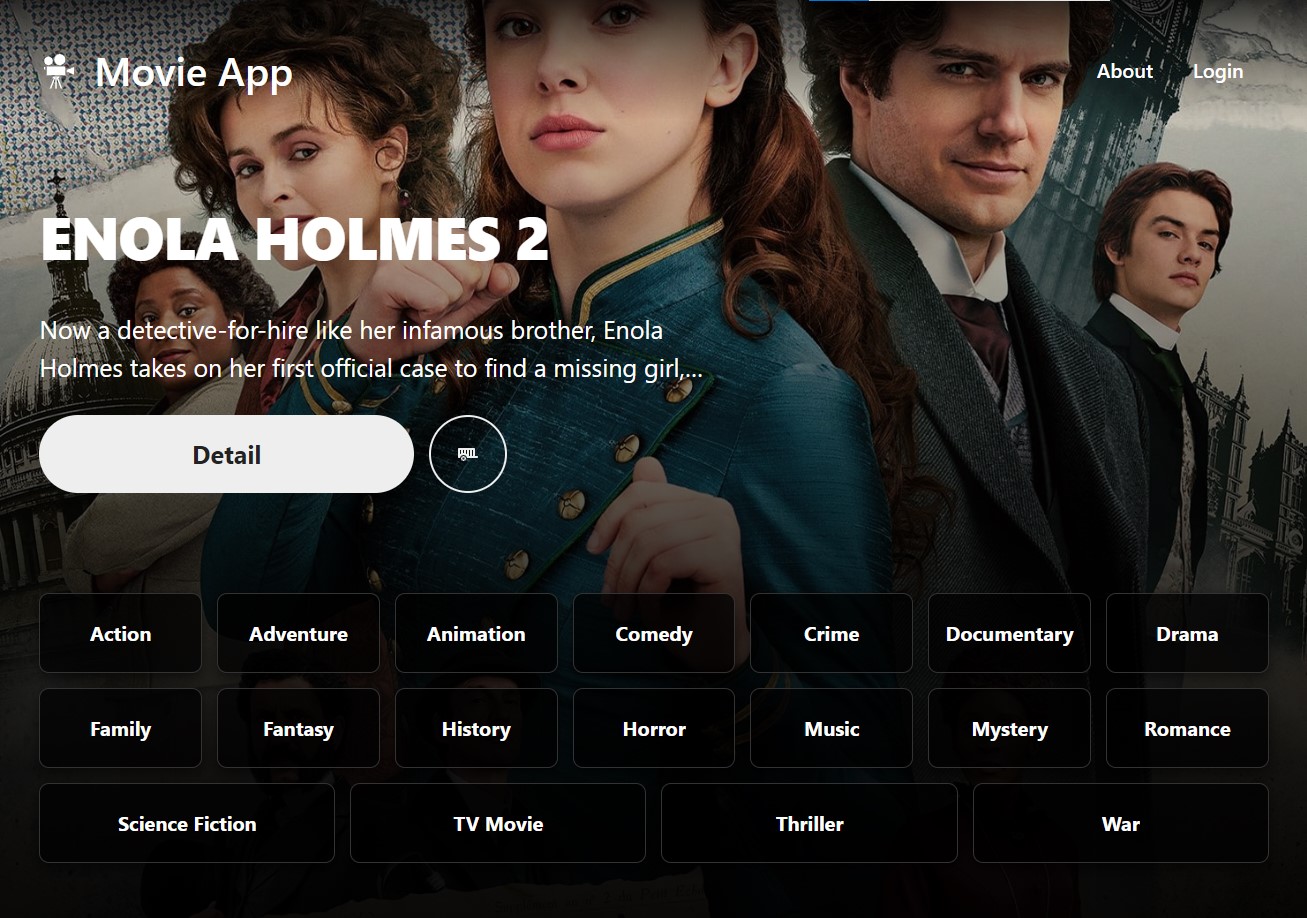 Movie App
About
Login
ENOLA HOLMES 2
Now a detective-for-hire like her infamous brother, Enola
Holmes takes on her first official case to find a missing girl,...
Detail
Action
Adventure
Animation
Comedy
Crime
Documentary
Drama
Family
Fantasy
History
Horror
Music
Mystery
Romance
Science Fiction
TV Movie
Thriller
War